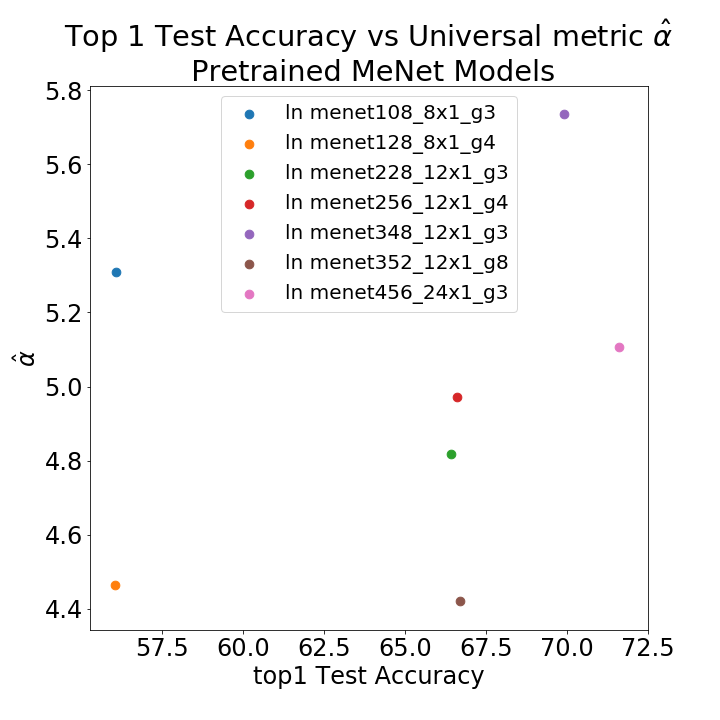 Top 1 Test Accuracy vs Universal metric α̂
Pretrained MeNet Models
5.8
5.6
5.4
5.2
5.0
4.8
4.6
4.4
α̂
ln menet108_8x1_g3
ln menet128_8x1_g4
ln menet228_12x1_g3
ln menet256_12x1_g4
ln menet348_12x1_g3
ln menet352_12x1_g8
ln menet456_24x1_g3
57.5 60.0 62.5 65.0 67.5 70.0 72.5
top1 Test Accuracy